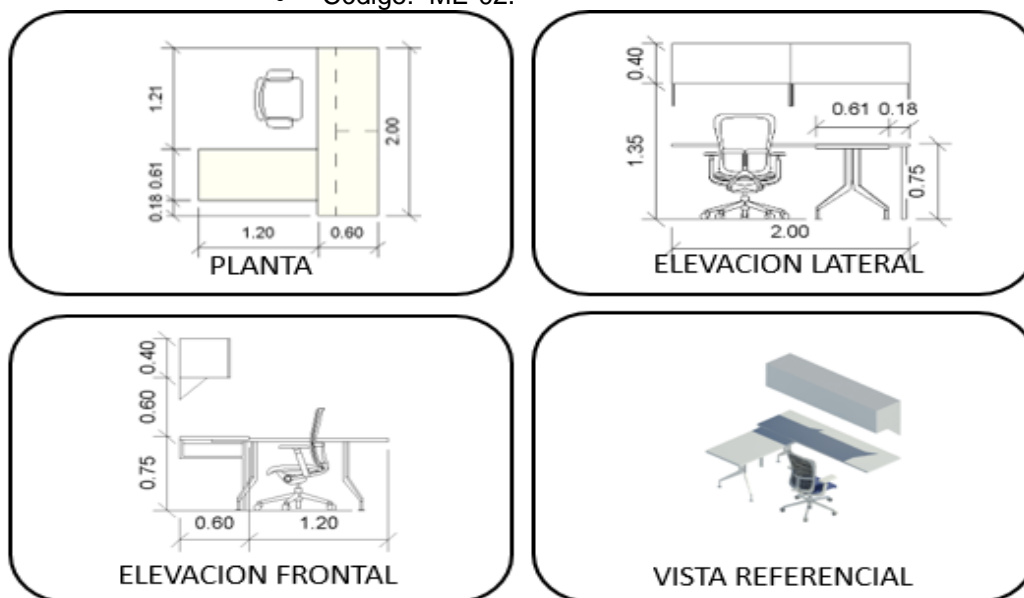 Código: ME-02.
1.21
0.61
0.18
2.00
1.20 0.60
PLANTA
0.40
1.35
0.61 0.18
0.75
2.00
ELEVACION LATERAL
0.40
0.60
0.75
0.60 1.20
ELEVACION FRONTAL
VISTA REFERENCIAL